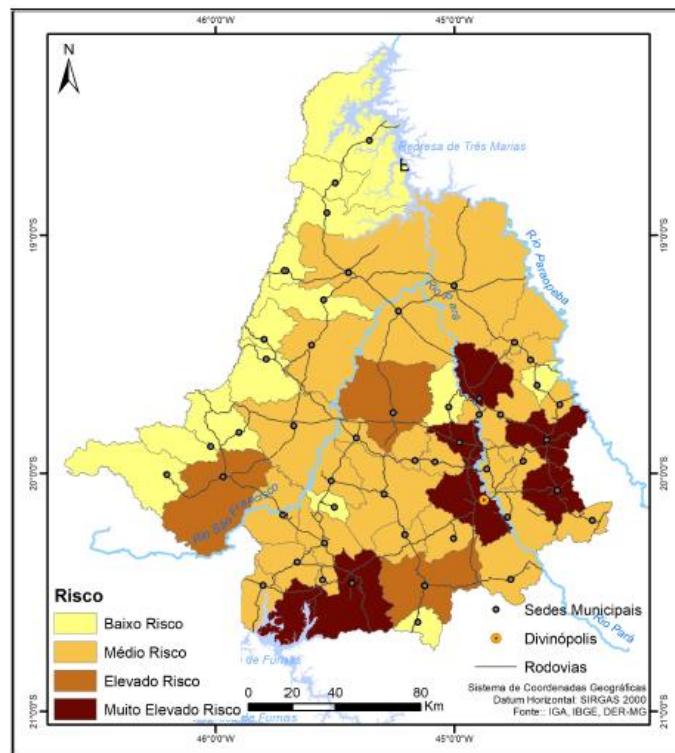 46°0'0"W
45°0'0"W
N
Represa de Três Marias
E
19°0'0"S
19°0'0"S
Rio Paraopeba
Rio Pará
20°0'0"S
20°0'0"S
Rio São Francisco
Rio Pará
Risco
Baixo Risco
Médio Risco
Elevado Risco
Muito Elevado Risco
de Furnas
de Furnas
0 20 40 80
Km
Sedes Municipais
Divinópolis
Rodovias
Sistema de Coordenadas Geográficas
Datum Horizontal: SIRGAS 2000
Fonte:: IGA, IBGE, DER-MG
21°0'0"S
21°0'0"S
46°0'0"W
45°0'0"W